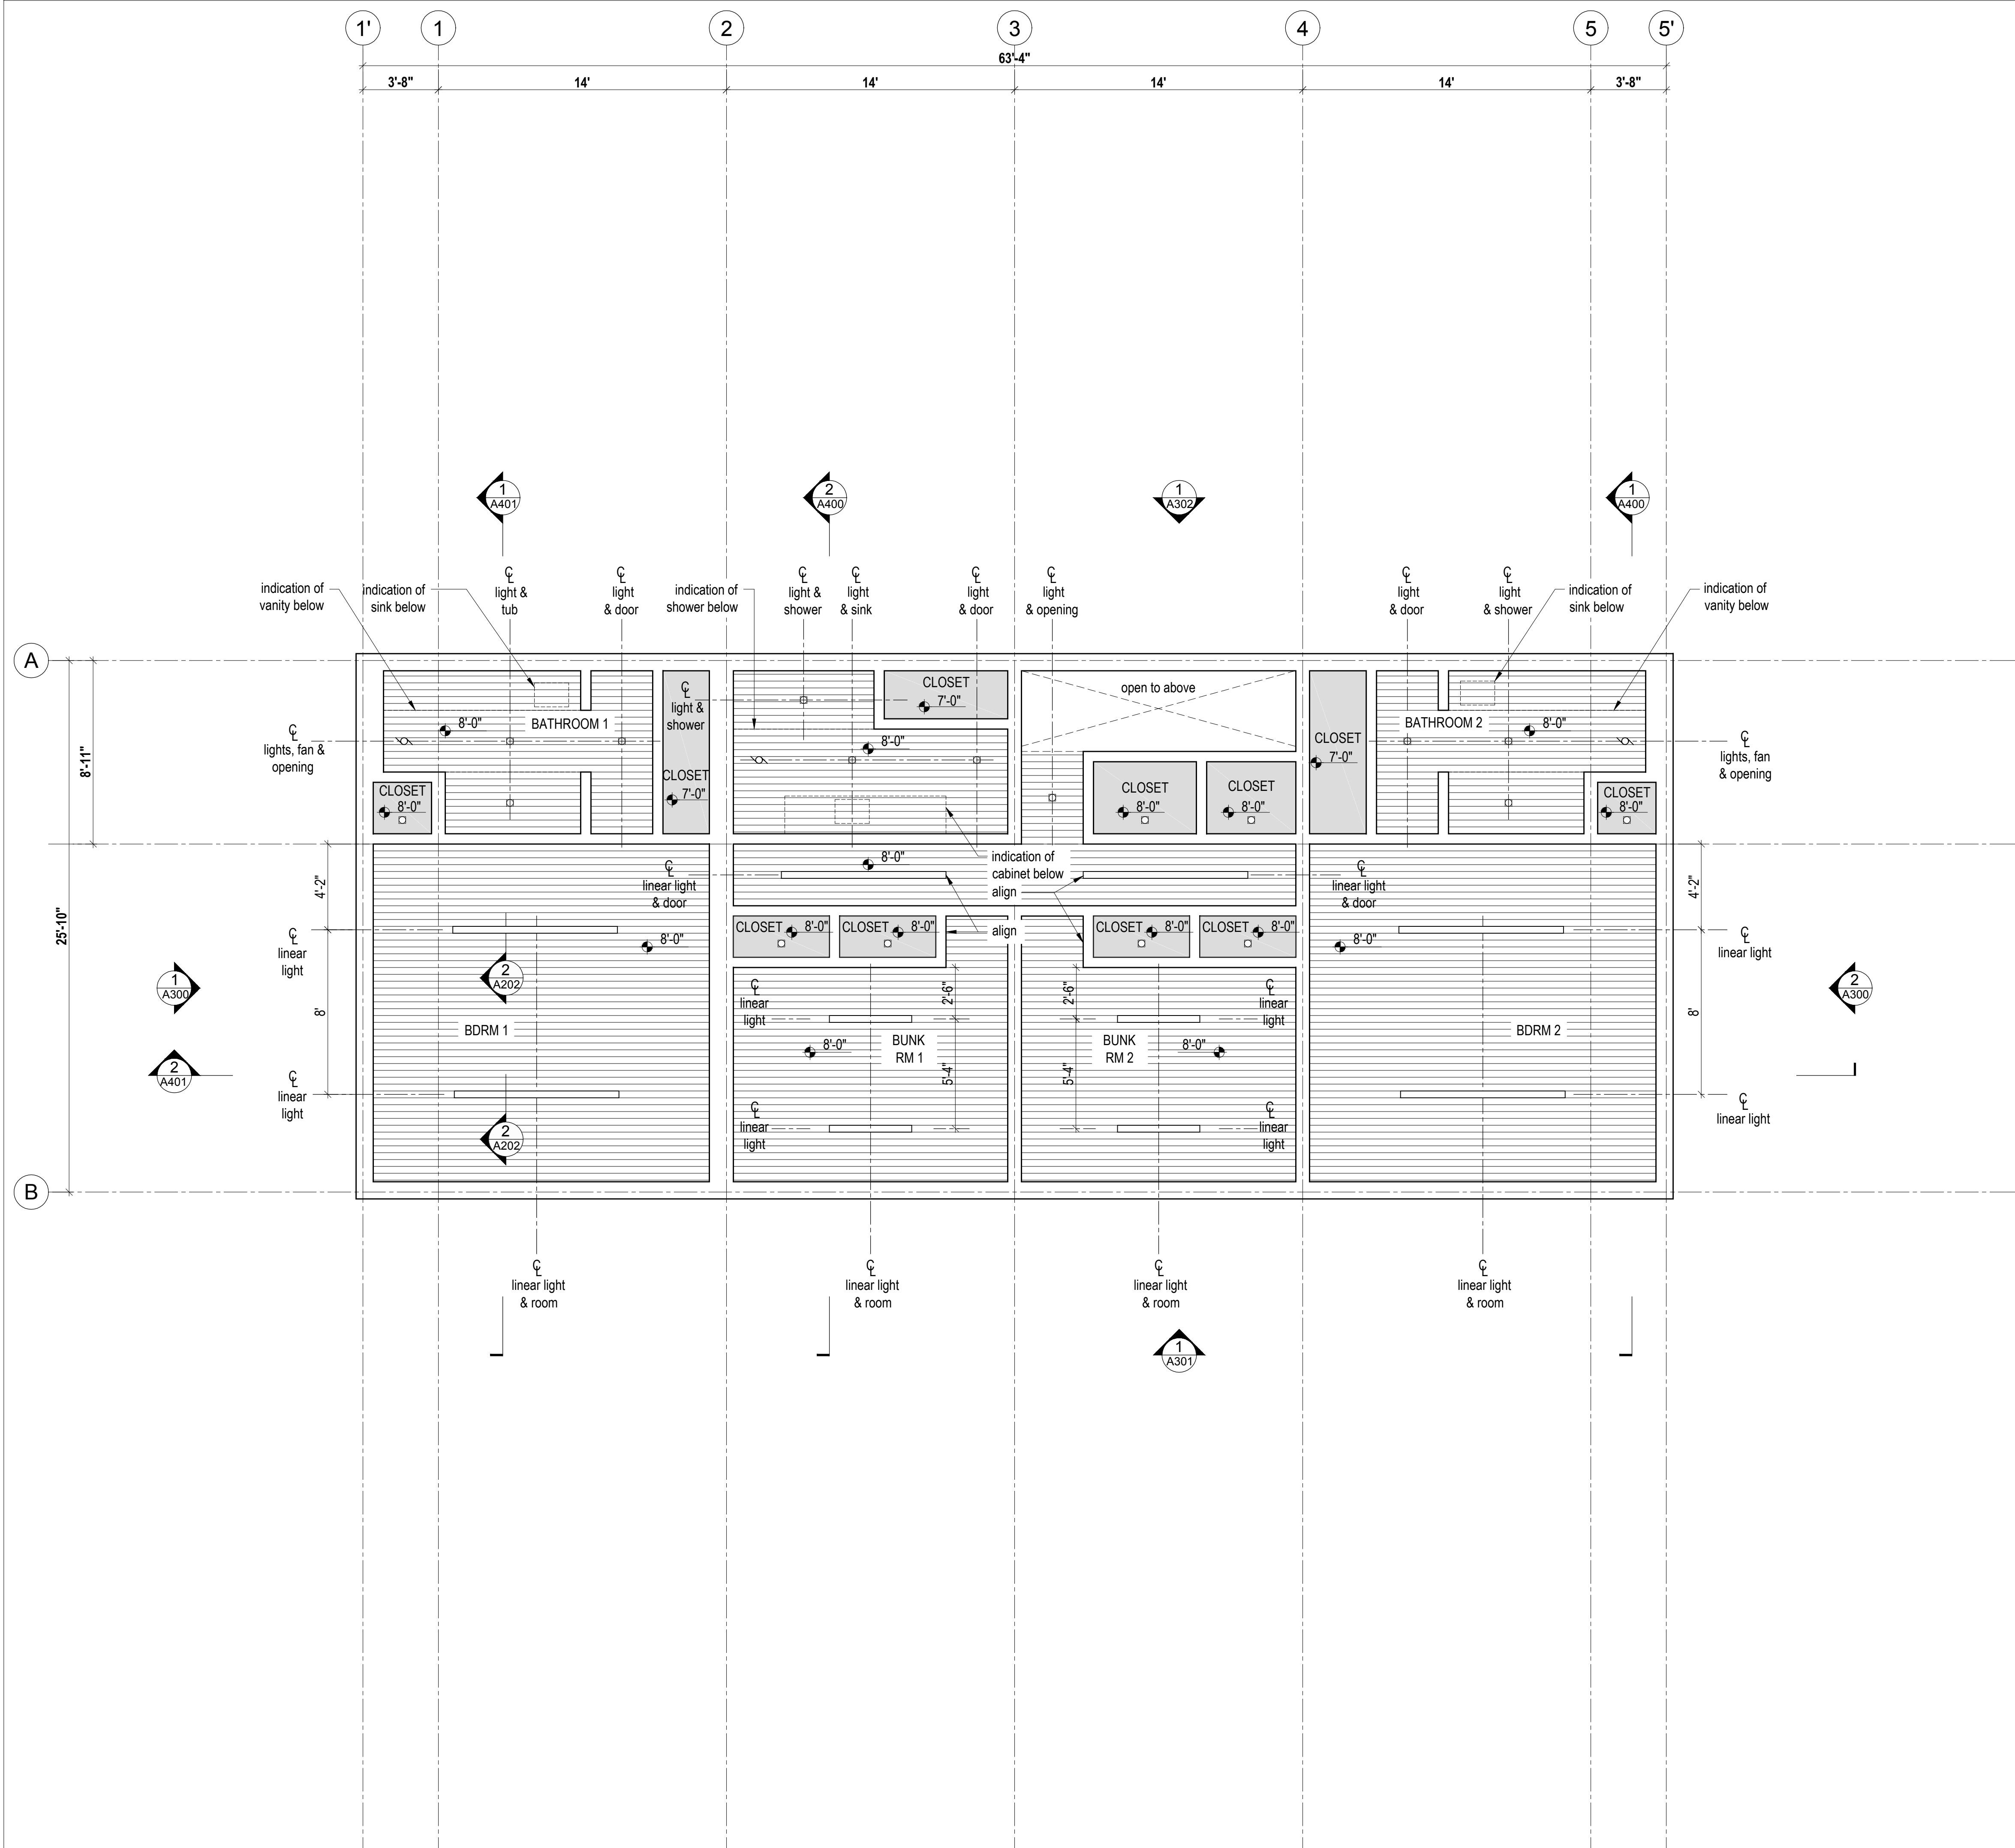 1' 1 2 3 4 5 5'
63'-4"
3'-8" 14' 14' 14' 14' 3'-8"
1
A401
2
A400
1
A302
1
A400
indication of
vanity below
indication of
sink below
℄
light &
tub
℄
light
& door
indication of
shower below
℄
light &
shower
℄
light
& sink
℄
light
& door
℄
light
& opening
℄
light
& door
℄
light
& shower
indication of
sink below
indication of
vanity below
A
8'-11"
25'-10"
℄
lights, fan &
opening
8'-0"
BATHROOM 1
CLOSET
8'-0"
℄
light &
shower
CLOSET
7'-0"
CLOSET
7'-0"
8'-0"
open to above
CLOSET
8'-0"
CLOSET
8'-0"
CLOSET
7'-0"
BATHROOM 2
8'-0"
CLOSET
8'-0"
℄
lights, fan
& opening
4'-2"
℄
linear light
& door
8'-0"
indication of
cabinet below
align
℄
linear light
& door
4'-2"
CLOSET 8'-0"
CLOSET 8'-0"
align
CLOSET 8'-0"
CLOSET 8'-0"
℄
linear
light
8'-0"
8'-0"
℄
linear light
1
A300
2
A202
8'
BDRM 1
℄
linear
light
2'-6"
2'-6"
℄
linear
light
8'-0"
BUNK
RM 1
BUNK
RM 2
8'-0"
BDRM 2
8'
2
A300
2
A401
5'-4"
5'-4"
℄
linear
light
℄
linear
light
℄
linear
light
℄
linear light
2
A202
B
℄
linear light
& room
℄
linear light
& room
℄
linear light
& room
℄
linear light
& room
1
A301